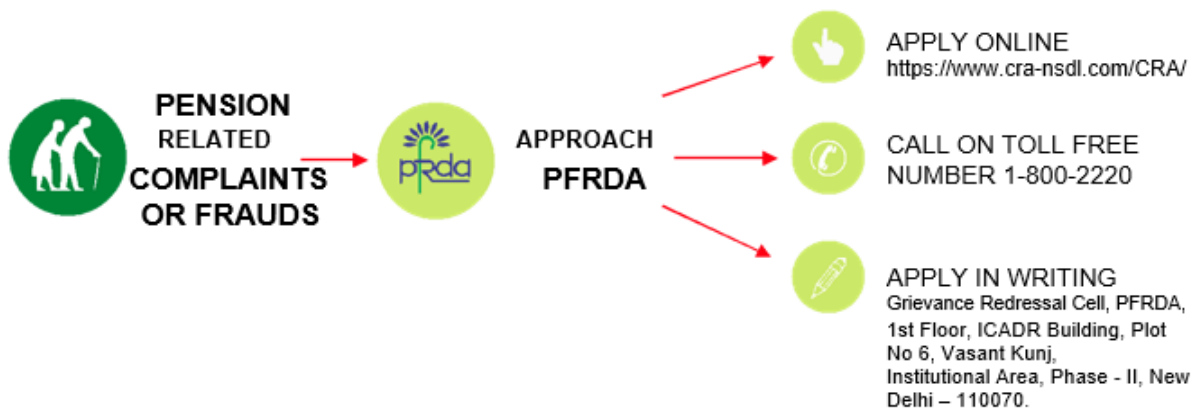 PENSION
RELATED
COMPLAINTS
OR FRAUDS
pfrda
APPROACH
PFRDA
APPLY ONLINE
https://www.cra-nsdl.com/CRA/
CALL ON TOLL FREE
NUMBER 1-800-2220
APPLY IN WRITING
Grievance Redressal Cell, PFRDA,
1st Floor, ICADR Building, Plot
No 6, Vasant Kunj,
Institutional Area, Phase - II, New
Delhi – 110070.